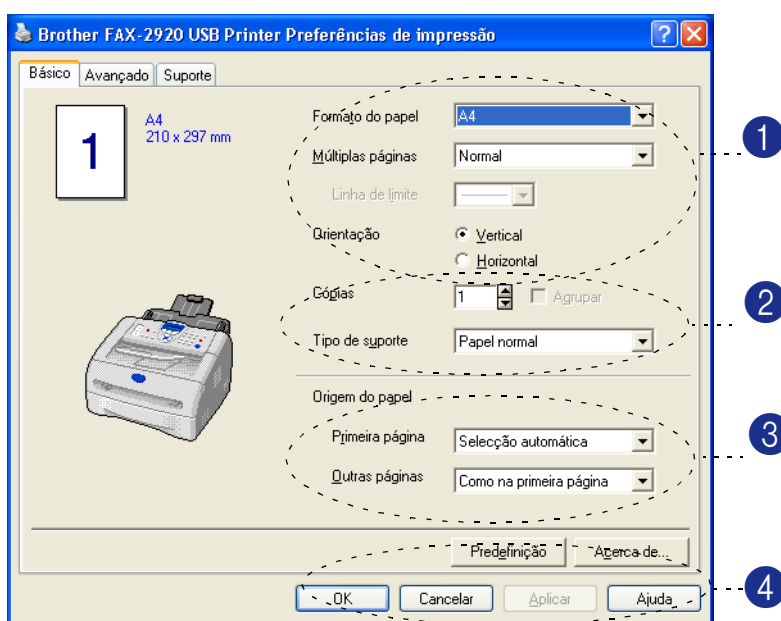 Brother FAX-2920 USB Printer Preferências de impressão
Básico Avançado Suporte
1
A4
210 x 297 mm
Formato do papel A4
Múltiplas páginas Normal
Linha de limite
Orientação Vertical
Horizontal
1
Cópias 1 Agrupar
Tipo de suporte Papel normal
2
Origem do papel
Primeira página Selecção automática
Outras páginas Como na primeira página
3
Predefinição Acerca de...
OK Cancelar Aplicar Ajuda
4